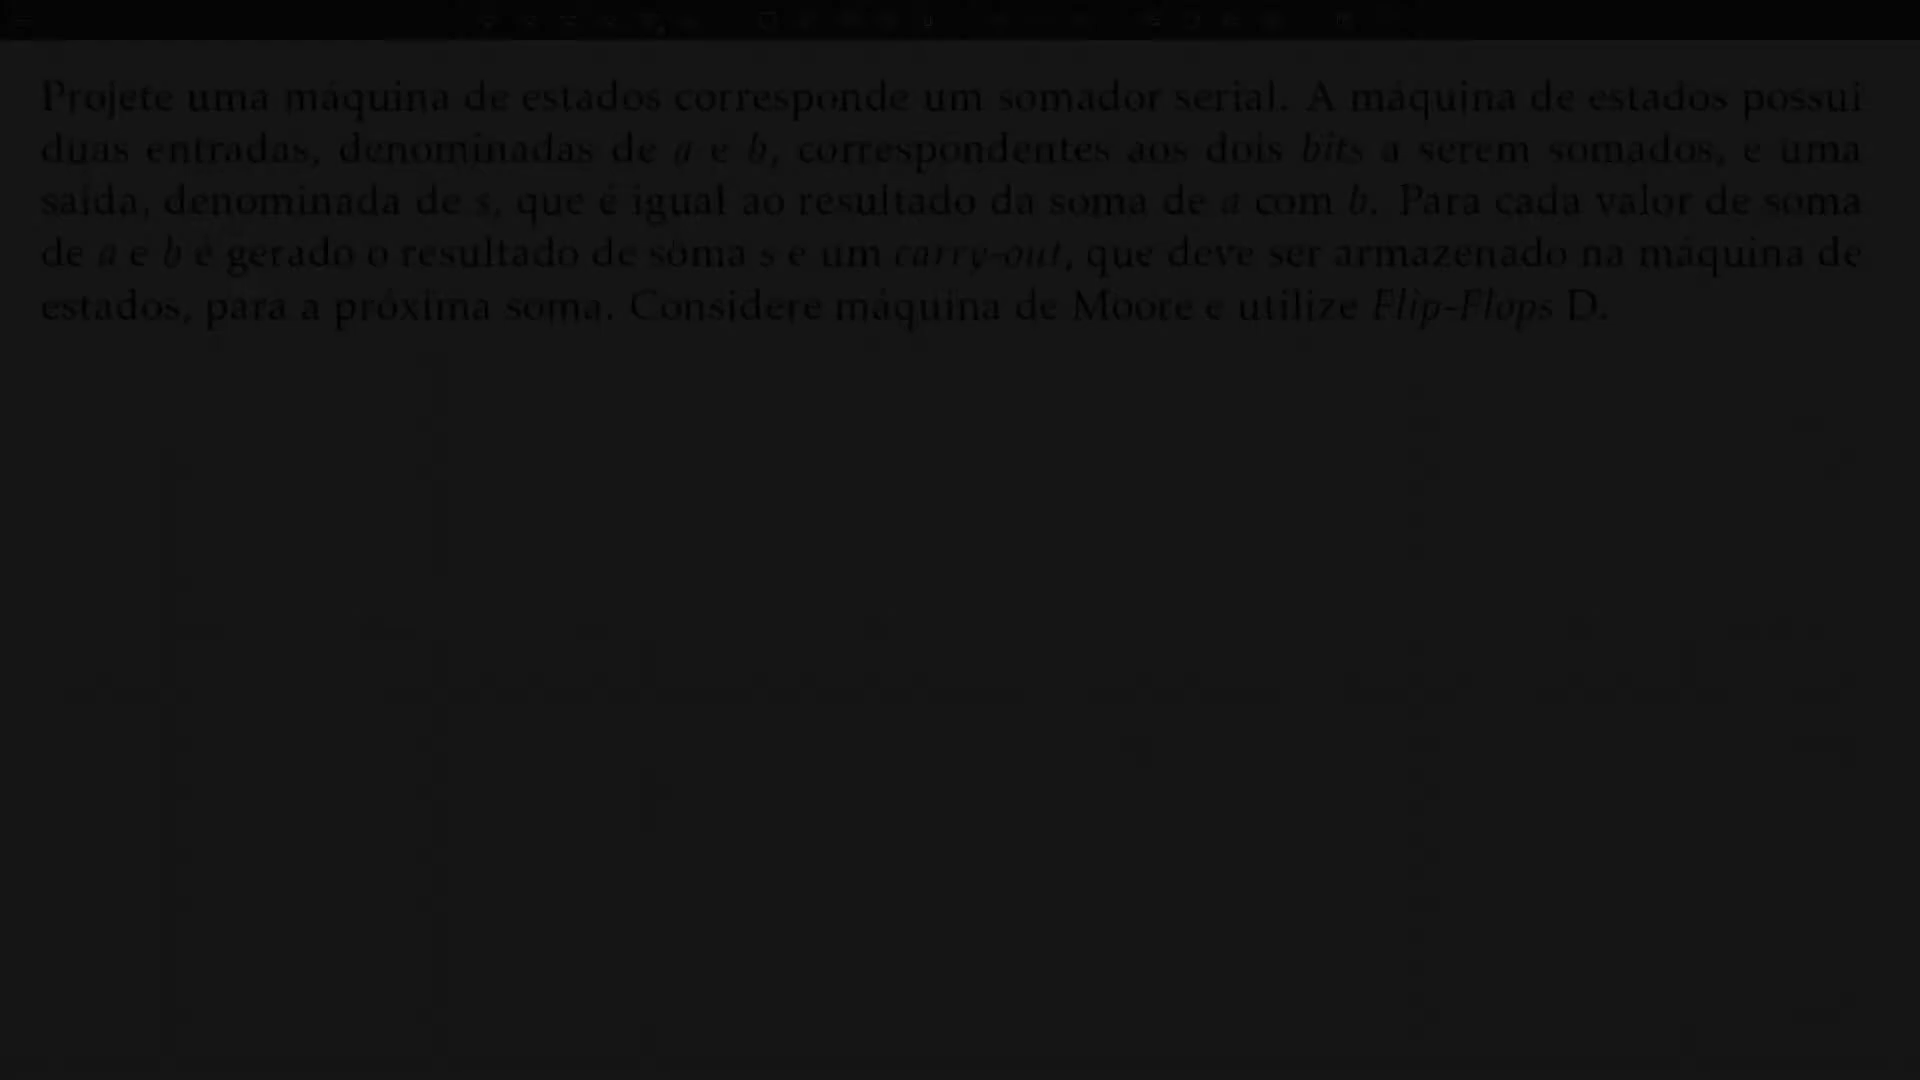 Projete uma máquina de estados corresponde um somador serial. A máquina de estados possui
duas entradas, denominadas de a e b, correspondentes aos dois bits a serem somados, e uma
saída, denominada de s, que é igual ao resultado da soma de a com b. Para cada valor de soma
de a e b é gerado o resultado de soma s e um carry-out, que deve ser armazenado na máquina de
estados, para a próxima soma. Considere máquina de Moore e utilize Flip-Flops D.